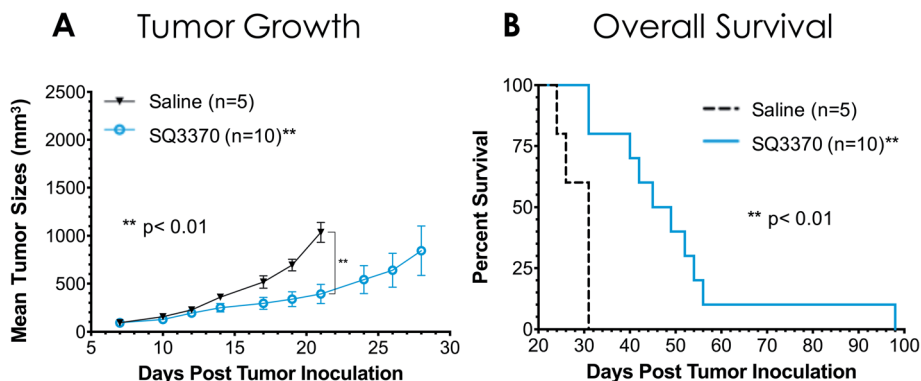 A Tumor Growth
Mean Tumor Sizes (mm³)
2500
2000
1500
1000
500
0
5 10 15 20 25 30
Days Post Tumor Inoculation
Saline (n=5)
SQ3370 (n=10)**
** p< 0.01
**
B Overall Survival
Percent Survival
100
75
50
25
0
20 30 40 50 60 70 80 90 100
Days Post Tumor Inoculation
Saline (n=5)
SQ3370 (n=10)**
** p< 0.01